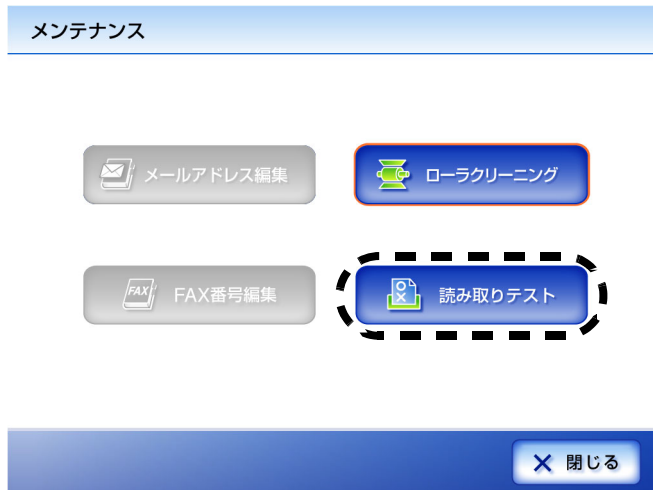 メンテナンス
メールアドレス編集
ローラクリーニング
FAX
FAX番号編集
読み取りテスト
閉じる